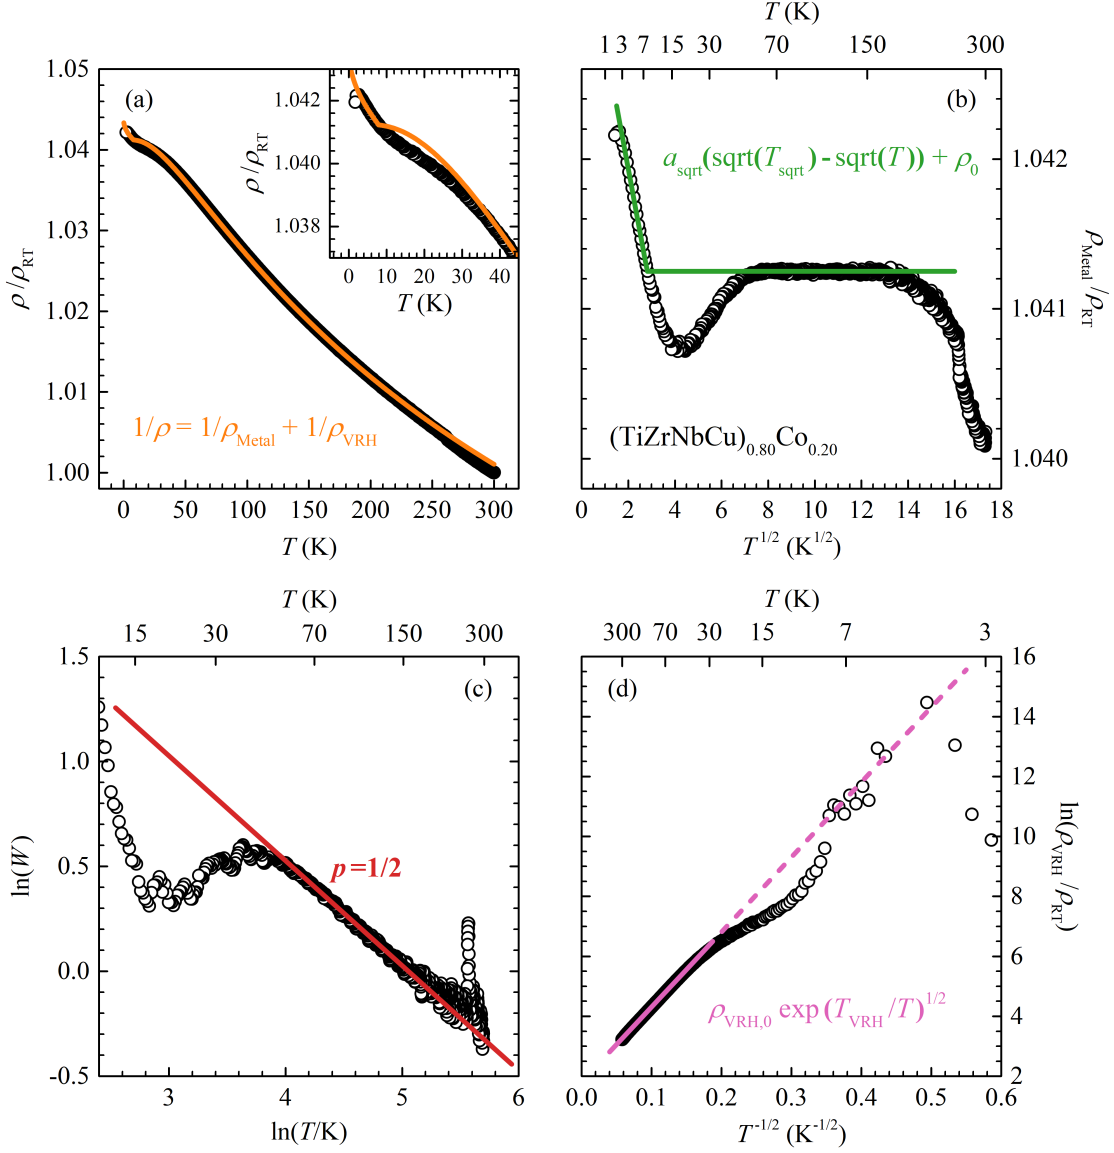 (a)
ρ/ρRT
1.05
1.04
1.03
1.02
1.01
1.00
0 50 100 150 200 250 300
T (K)
1/ρ = 1/ρMetal + 1/ρVRH
ρ/ρRT
1.042
1.040
1.038
0 10 20 30 40
T (K)
T (K)
1 3 7 15 30 70 150 300
(b)
asqrt(sqrt(Tsqrt) - sqrt(T)) + ρ0
1.042
1.041
1.040
ρMetal/ρRT
(TiZrNbCu)0.80Co0.20
0 2 4 6 8 10 12 14 16 18
T1/2 (K1/2)
T (K)
15 30 70 150 300
(c)
ln(W)
1.5
1.0
0.5
0.0
-0.5
p=1/2
3 4 5 6
ln(T/K)
T (K)
300 70 30 15 7 3
(d)
16
14
12
10
8
6
4
2
ln(ρVRH/ρRT)
ρVRH,0 exp(TVRH/T)1/2
0.0 0.1 0.2 0.3 0.4 0.5 0.6
T-1/2 (K-1/2)